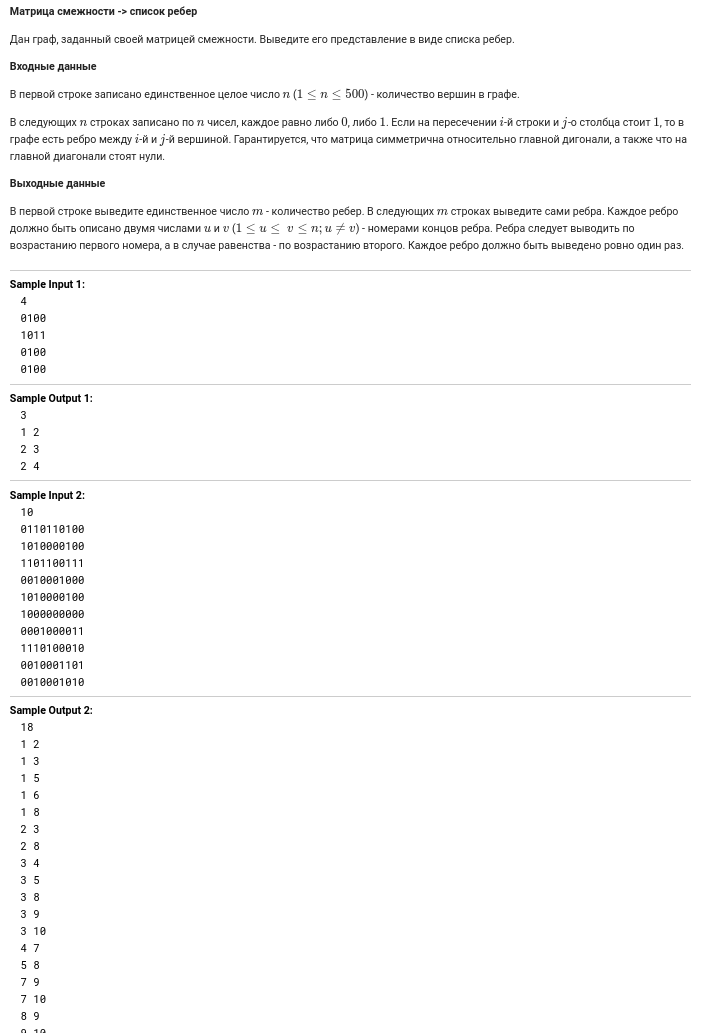 Матрица смежности -> список ребер
Дан граф, заданный своей матрицей смежности. Выведите его представление в виде списка ребер.
Входные данные
В первой строке записано единственное целое число n (1 ≤ n ≤ 500) - количество вершин в графе.
В следующих n строках записано по n чисел, каждое равно либо 0, либо 1. Если на пересечении i-й строки и j-о столбца стоит 1, то в
графе есть ребро между i-й и j-й вершиной. Гарантируется, что матрица симметрична относительно главной дигонали, а также что на
главной диагонали стоят нули.
Выходные данные
В первой строке выведите единственное число m - количество ребер. В следующих m строках выведите сами ребра. Каждое ребро
должно быть описано двумя числами u и v (1 ≤ u ≤ v ≤ n; u ≠ v) - номерами концов ребра. Ребра следует выводить по
возрастанию первого номера, а в случае равенства - по возрастанию второго. Каждое ребро должно быть выведено ровно один раз.
Sample Input 1:
4
0100
1011
0100
0100
Sample Output 1:
3
1 2
2 3
2 4
Sample Input 2:
10
0110110100
1010000100
1101100111
0010001000
1010000100
1000000000
0001000011
1110100010
0010001101
0010001010
Sample Output 2:
18
1 2
1 3
1 5
1 6
1 8
2 3
2 8
3 4
3 5
3 8
3 9
3 10
4 7
5 8
7 9
7 10
8 9
9 10